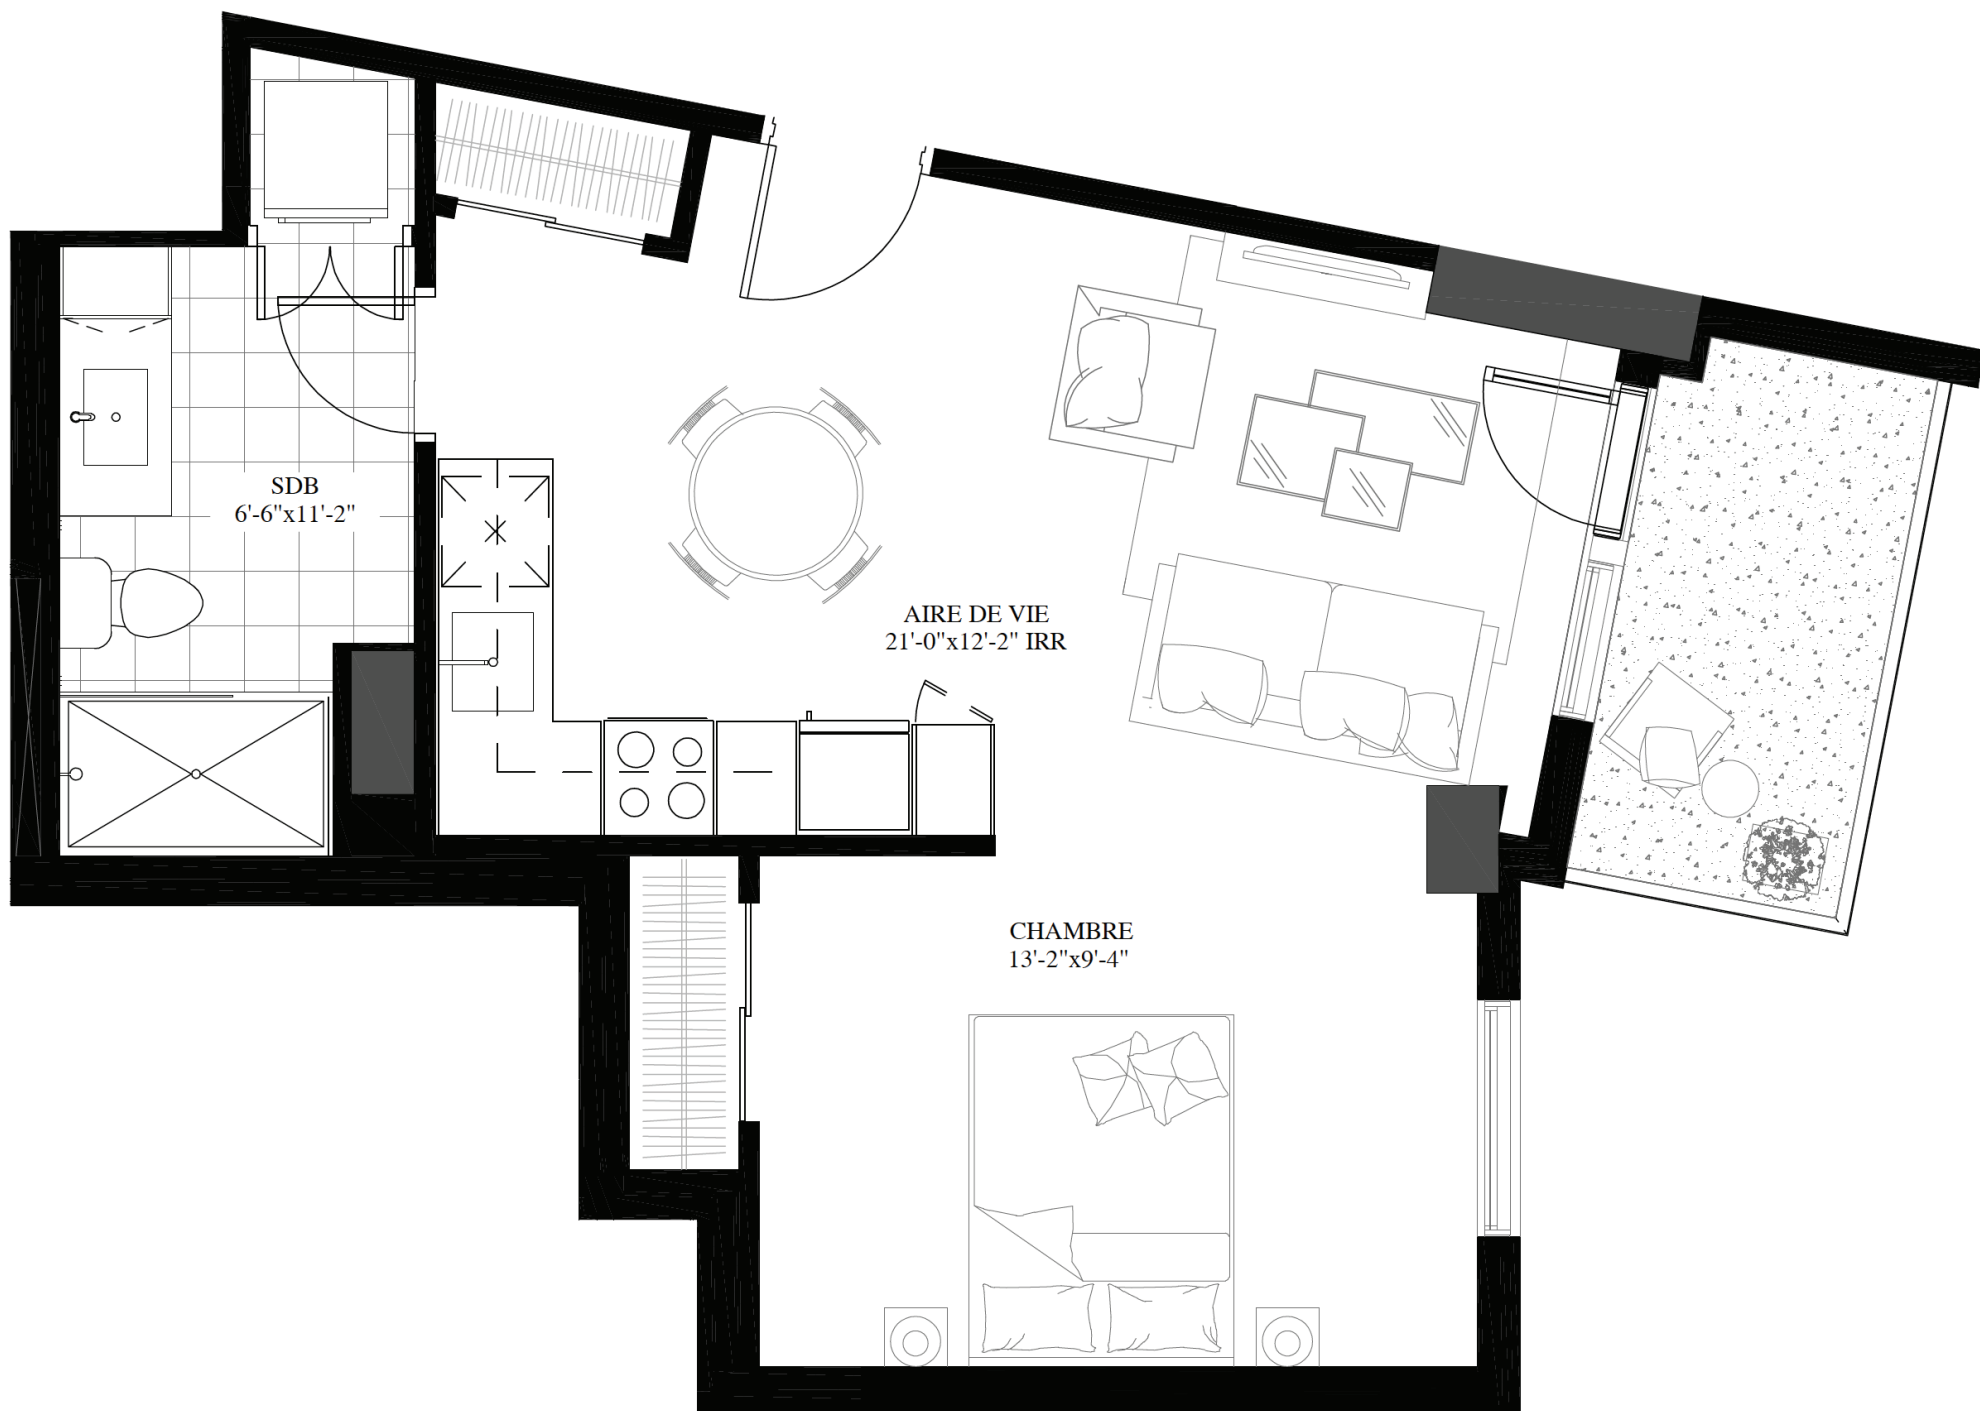 SDB
6'-6"x11'-2"
AIRE DE VIE
21'-0"x12'-2" IRR
CHAMBRE
13'-2"x9'-4"